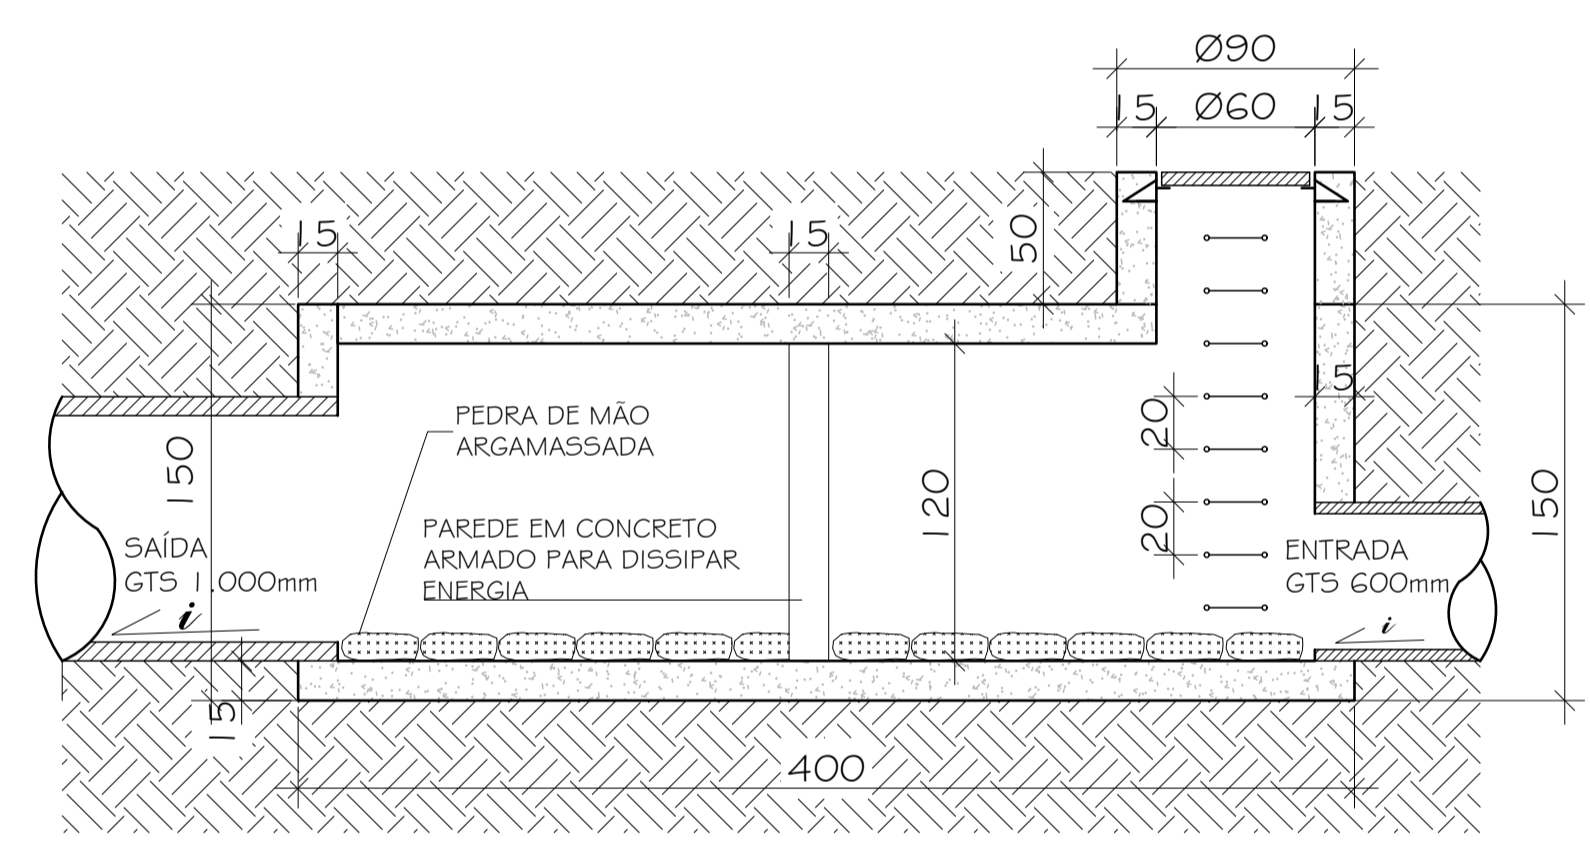 Ø90
15 Ø60 15
15
15
50
15
PEDRA DE MÃO
ARGAMASSADA
20
150
120
150
PAREDE EM CONCRETO
ARMADO PARA DISSIPAR
ENERGIA
20
SAÍDA
GTS 1.000mm
i
ENTRADA
GTS 600mm
i
15
400